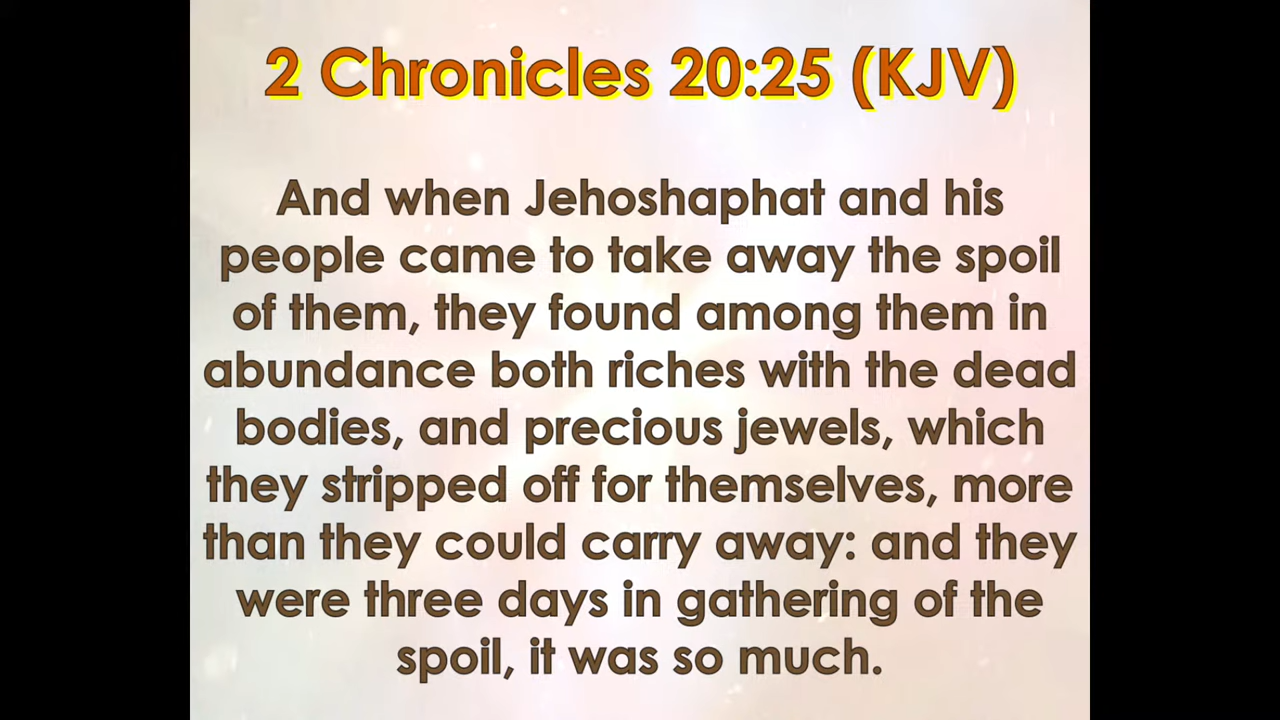 2 Chronicles 20:25 (KJV)
And when Jehoshaphat and his
people came to take away the spoil
of them, they found among them in
abundance both riches with the dead
bodies, and precious jewels, which
they stripped off for themselves, more
than they could carry away: and they
were three days in gathering of the
spoil, it was so much.